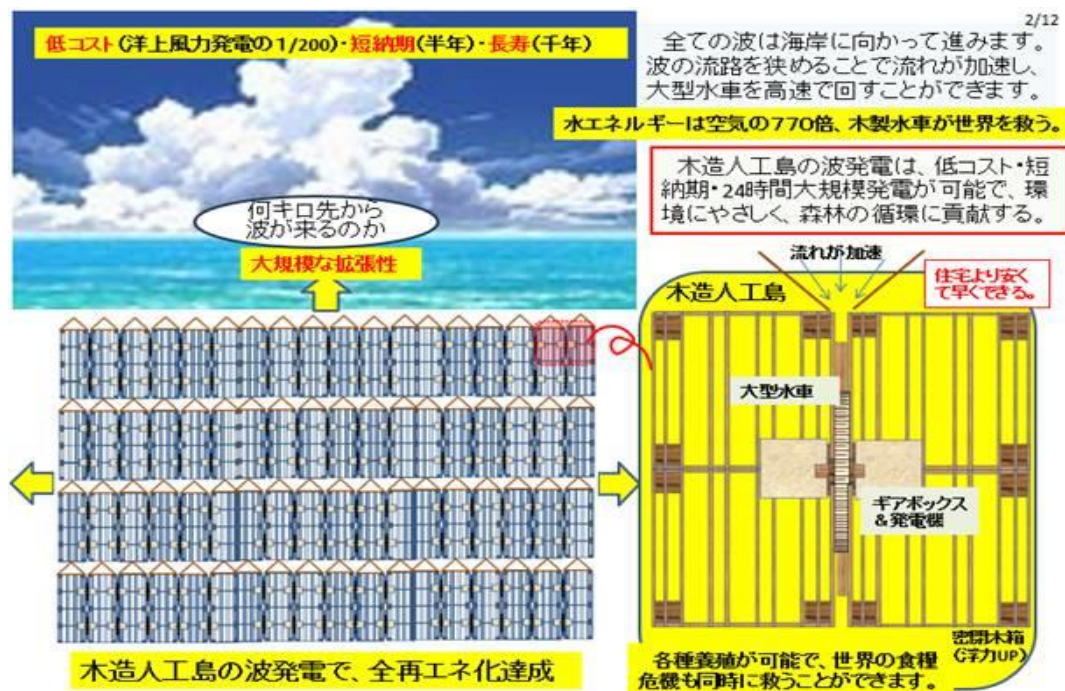 2/12
低コスト(洋上風力発電の1/200)・短納期(半年)・長寿(千年)
全ての波は海岸に向かって進みます。
波の流路を狭めることで流れが加速し、
大型水車を高速で回すことができます。
水エネルギーは空気の770倍、木製水車が世界を救う。
木造人工島の波発電は、低コスト・短
納期・24時間大規模発電が可能で、環
境にやさしく、森林の循環に貢献する。
何キロ先から
波が来るのか
大規模な拡張性
流れが加速
木造人工島
住宅より安く
て早くできる。
大型水車
ギアボックス
&発電機
密閉木箱
(浮力UP)
木造人工島の波発電で、全再エネ化達成
各種養殖が可能で、世界の食糧
危機も同時に救うことができます。